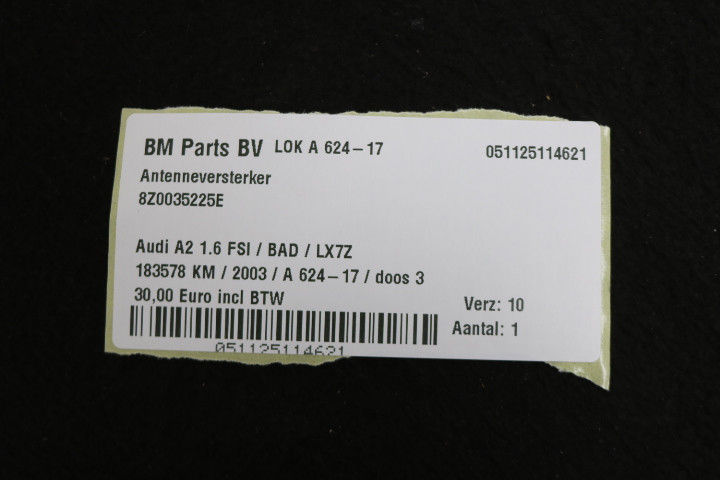 BM Parts BV LOK A 624-17 051125114621
Antenneversterker
8Z0035225E
Audi A2 1.6 FSI / BAD / LX7Z
183578 KM / 2003 / A 624-17 / doos 3
30,00 Euro incl BTW
Verz: 10
Aantal: 1
051125114621